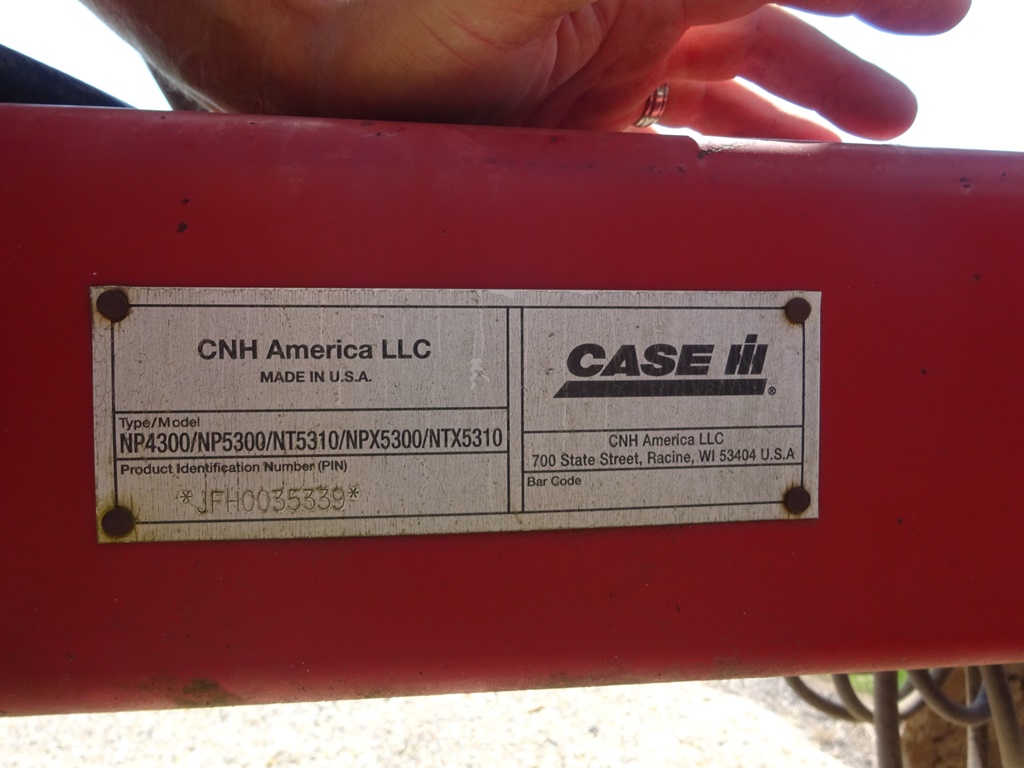 CNH America LLC
MADE IN U.S.A.
Type/Model
NP4300/NP5300/NT5310/NPX5300/NTX5310
Product Identification Number (PIN)
*JFH0035339*
CASE IH®
CNH America LLC
700 State Street, Racine, WI 53404 U.S.A
Bar Code